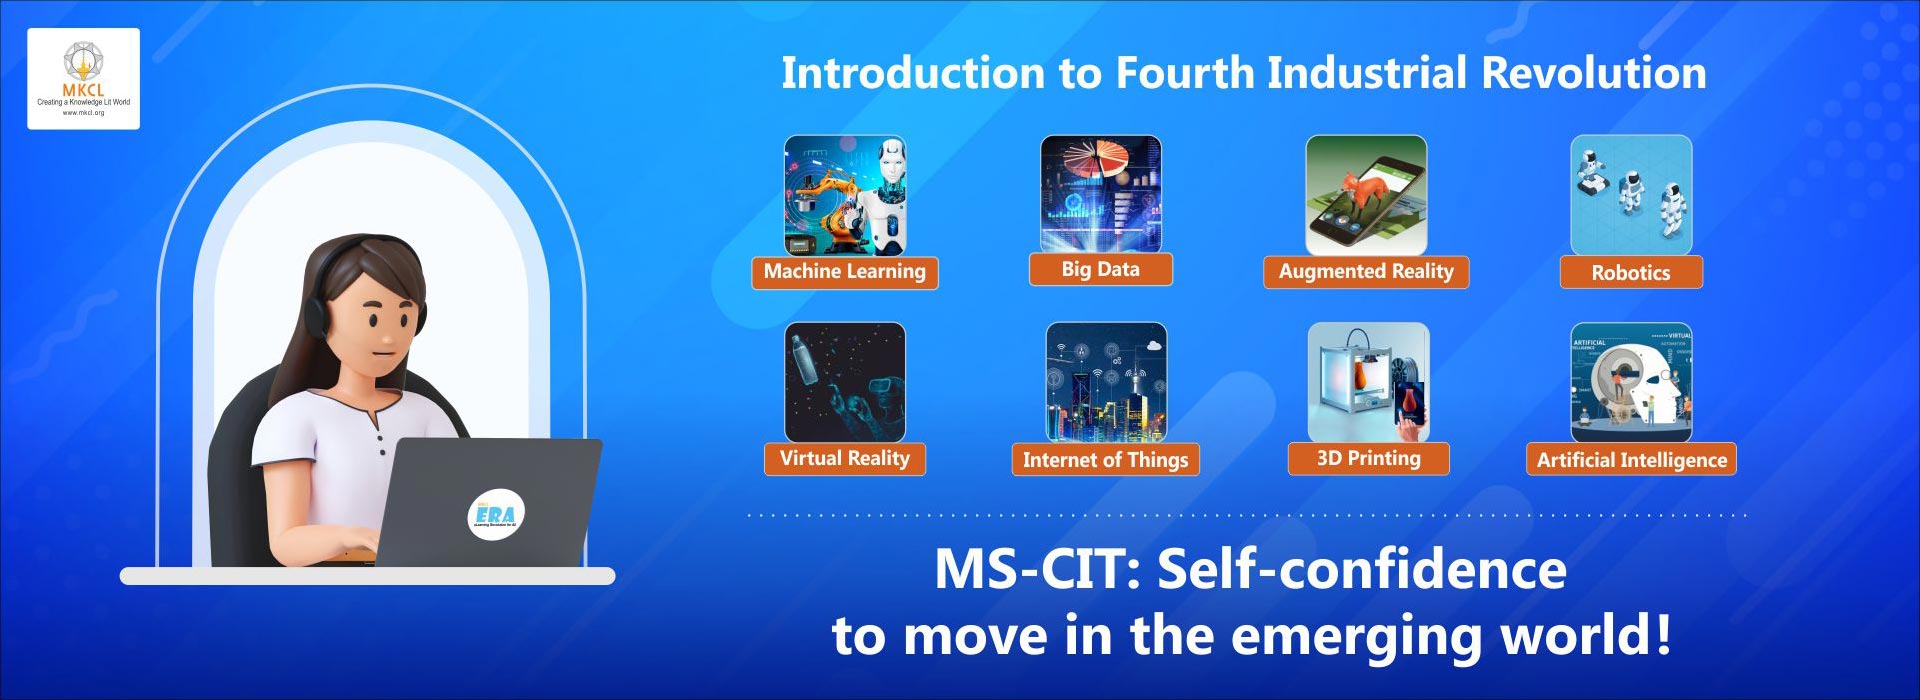 MKCL
Creating a Knowledge Lit World
www.mkcl.org
Introduction to Fourth Industrial Revolution
Machine Learning
Big Data
Augmented Reality
Robotics
ARTIFICIAL
VIRTUAL
Virtual Reality
Internet of Things
3D Printing
Artificial Intelligence
ERA
MS-CIT: Self-confidence
to move in the emerging world!